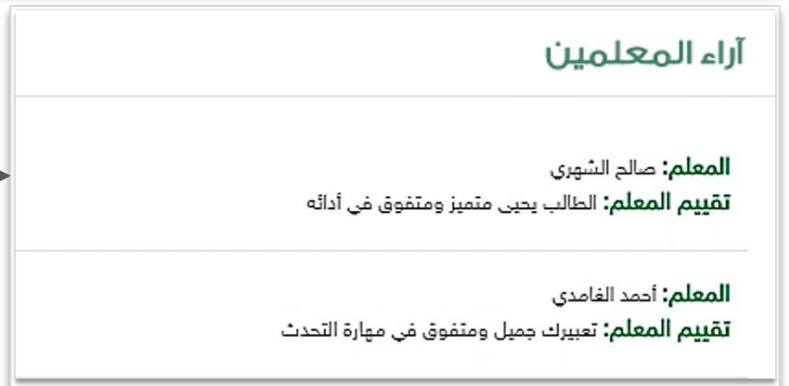 آراء المعلمين
المعلم: صالح الشهري
تقييم المعلم: الطالب يحيى متميز ومتفوق في أدائه
المعلم: أحمد الغامدي
تقييم المعلم: تعبيرك جميل ومتفوق في مهارة التحدث